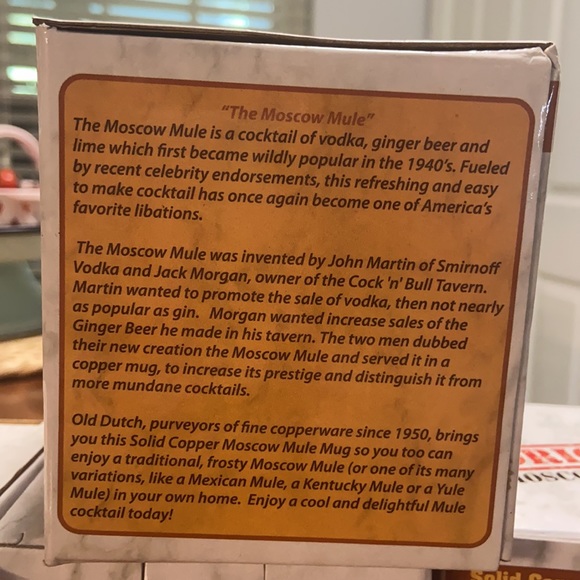 "The Moscow Mule"
The Moscow Mule is a cocktail of vodka, ginger beer and
lime which first became wildly popular in the 1940's. Fueled
by recent celebrity endorsements, this refreshing and easy
to make cocktail has once again become one of America's
favorite libations.
The Moscow Mule was invented by John Martin of Smirnoff
Vodka and Jack Morgan, owner of the Cock 'n' Bull Tavern.
Martin wanted to promote the sale of vodka, then not nearly
as popular as gin. Morgan wanted increase sales of the
Ginger Beer he made in his tavern. The two men dubbed
their new creation the Moscow Mule and served it in a
copper mug, to increase its prestige and distinguish it from
more mundane cocktails.
Old Dutch, purveyors of fine copperware since 1950, brings
you this Solid Copper Moscow Mule Mug so you too can
enjoy a traditional, frosty Moscow Mule (or one of its many
variations, like a Mexican Mule, a Kentucky Mule or a Yule
Mule) in your own home. Enjoy a cool and delightful Mule
cocktail today!